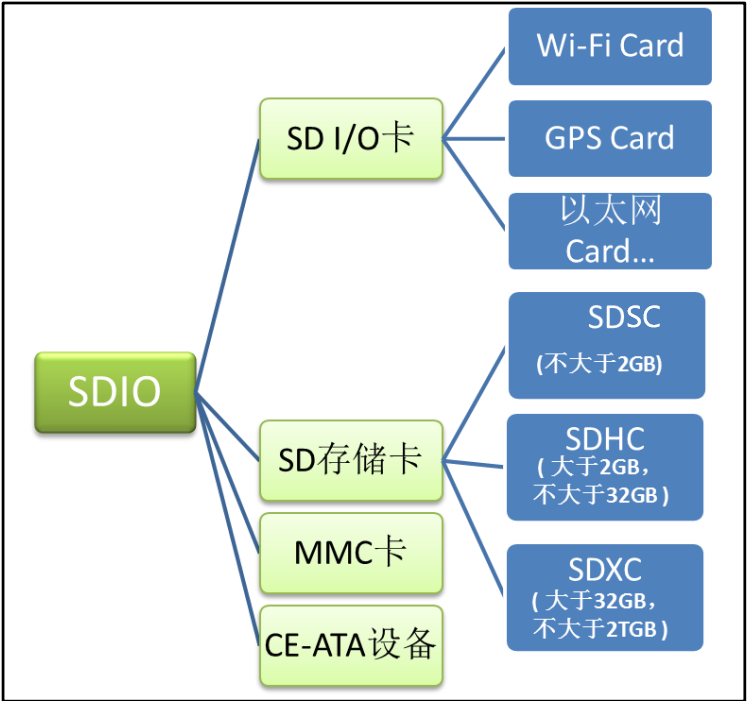 SDIO
SD I/O卡
Wi-Fi Card
GPS Card
以太网
Card...
SD存储卡
SDSC
(不大于2GB)
SDHC
( 大于2GB，
不大于32GB )
SDXC
( 大于32GB，
不大于2TGB )
MMC卡
CE-ATA设备